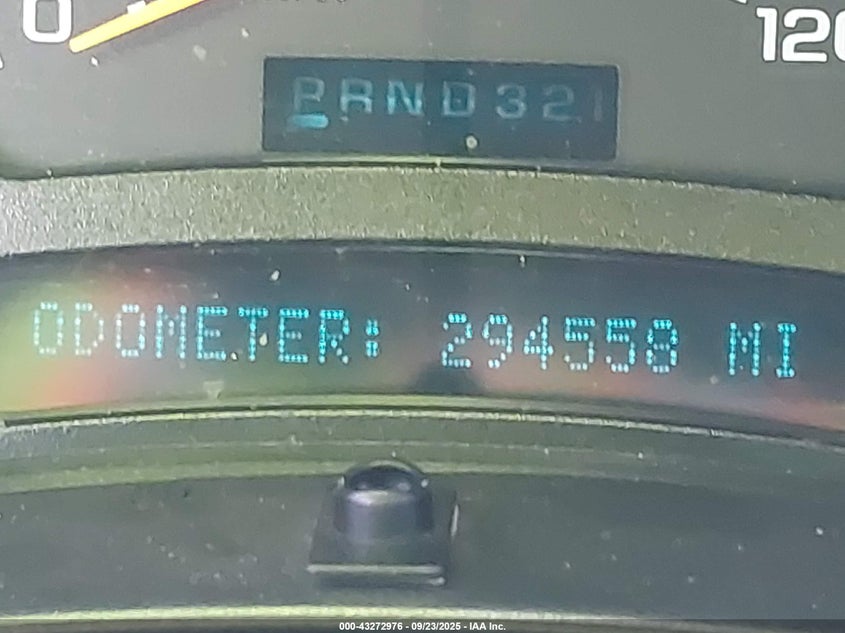 0
120
PRND321
ODOMETER: 294558 MI
000-43272976 - 09/23/2025 - IAA Inc.